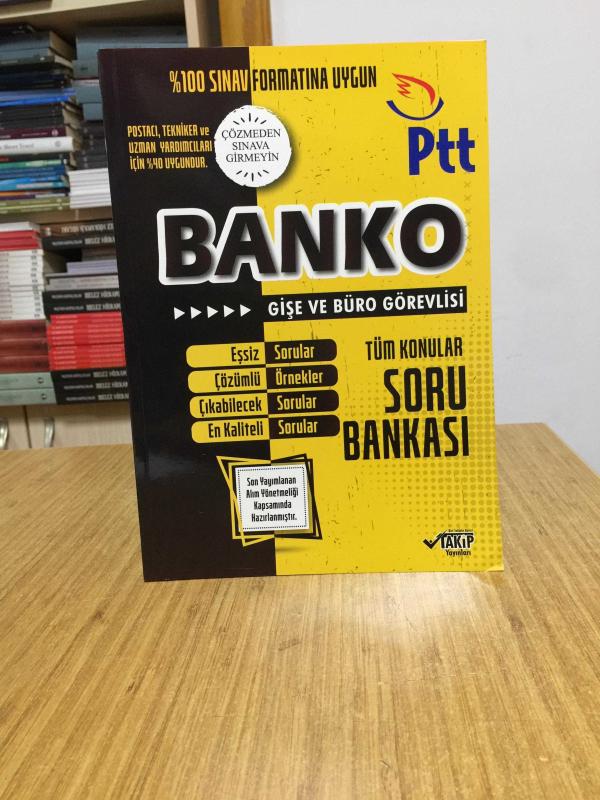 %100 SINAV FORMATINA UYGUN
POSTACI, TEKNİKER ve
UZMAN YARDIMCILARI
İÇİN %40 UYGUNDUR.
ÇÖZMEDEN
SINAVA
GİRMEYİN
Ptt
BANKO
GİŞE VE BÜRO GÖREVLİSİ
Eşsiz Sorular
Çözümlü Örnekler
Çıkabilecek Sorular
En Kaliteli Sorular
TÜM KONULAR
SORU
BANKASI
Son Yayımlanan
Alım Yönetmeliği
Kapsamında
Hazırlanmıştır.
TAKİP
Yayınları